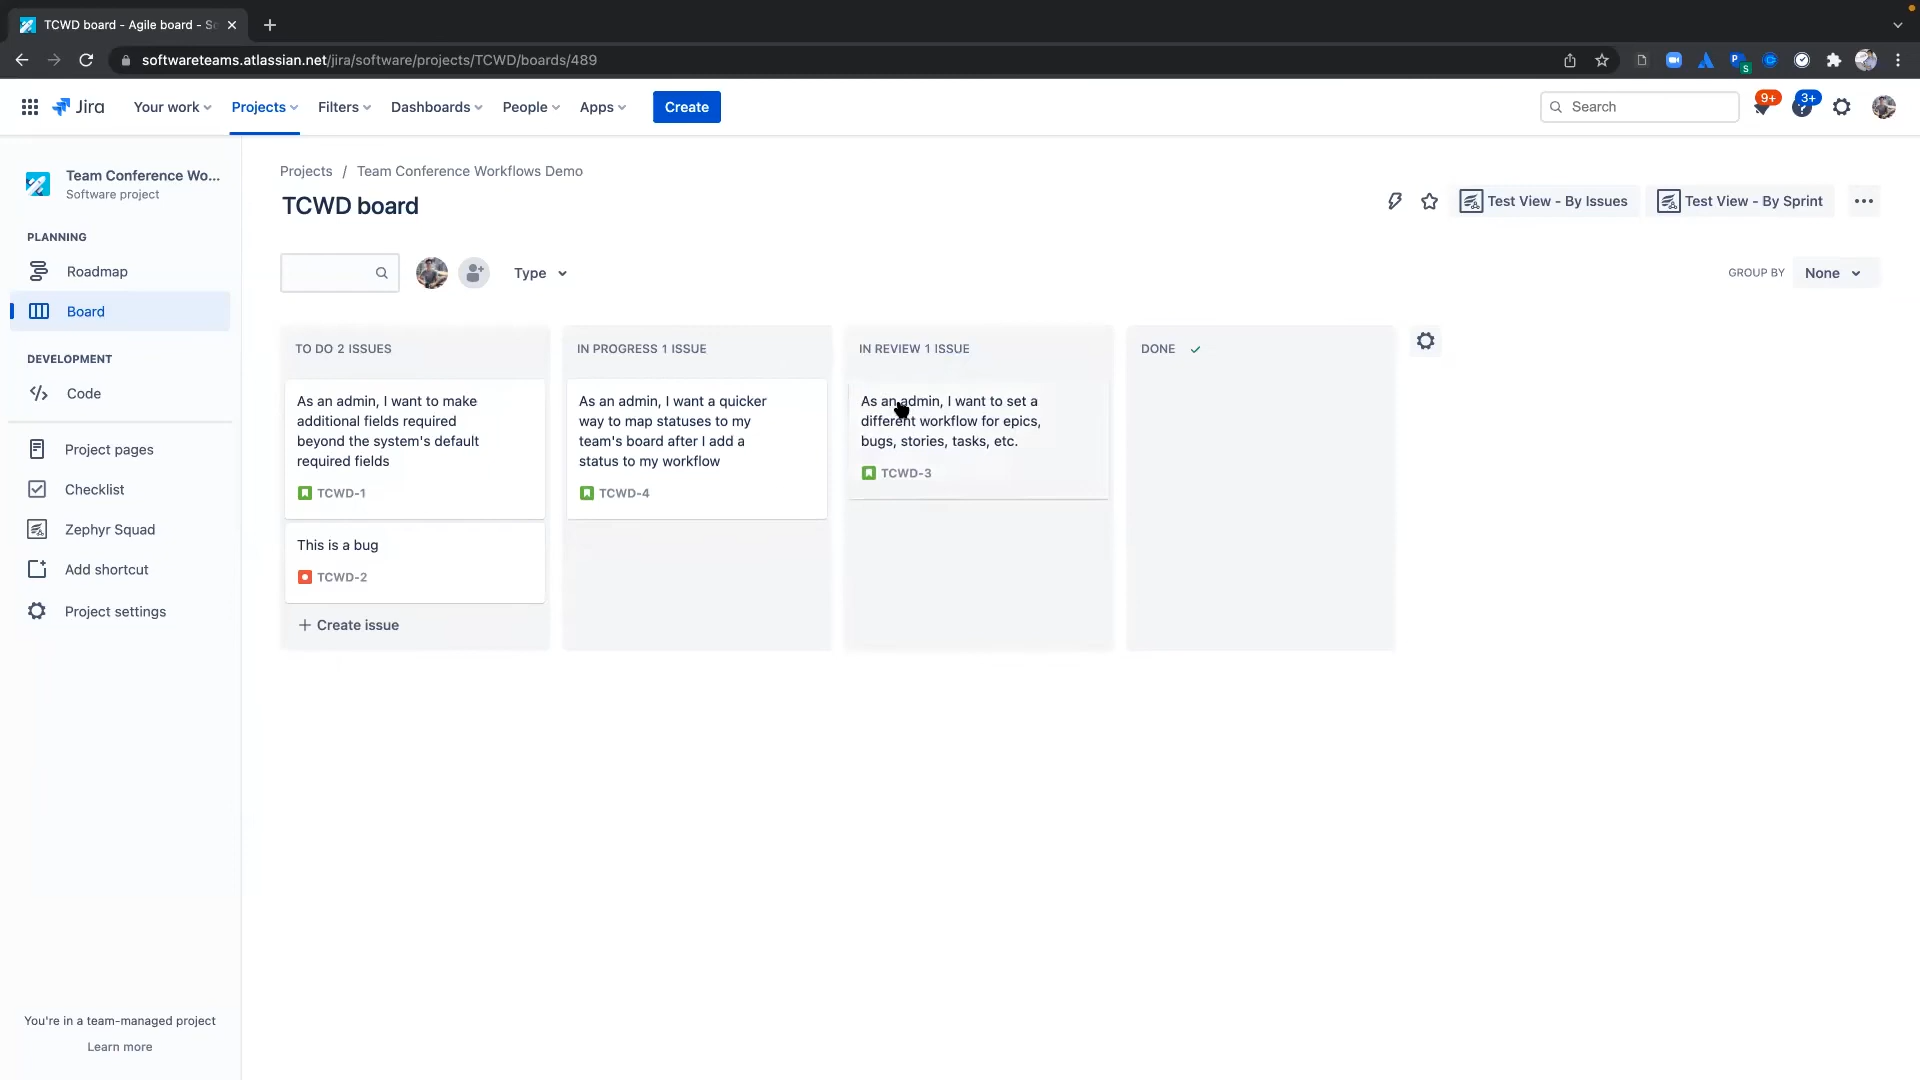 TCWD board - Agile board - S
softwareteams.atlassian.net/jira/software/projects/TCWD/boards/489
Jira
Your work
Projects
Filters
Dashboards
People
Apps
Create
Search
9+
3+
Team Conference Wo...
Software project
PLANNING
Roadmap
Board
DEVELOPMENT
Code
Project pages
Checklist
Zephyr Squad
Add shortcut
Project settings
You're in a team-managed project
Learn more
Projects / Team Conference Workflows Demo
TCWD board
Test View - By Issues
Test View - By Sprint
Type
GROUP BY
None
TO DO 2 ISSUES
As an admin, I want to make
additional fields required
beyond the system's default
required fields
TCWD-1
This is a bug
TCWD-2
+ Create issue
IN PROGRESS 1 ISSUE
As an admin, I want a quicker
way to map statuses to my
team's board after I add a
status to my workflow
TCWD-4
IN REVIEW 1 ISSUE
As an admin, I want to set a
different workflow for epics,
bugs, stories, tasks, etc.
TCWD-3
DONE